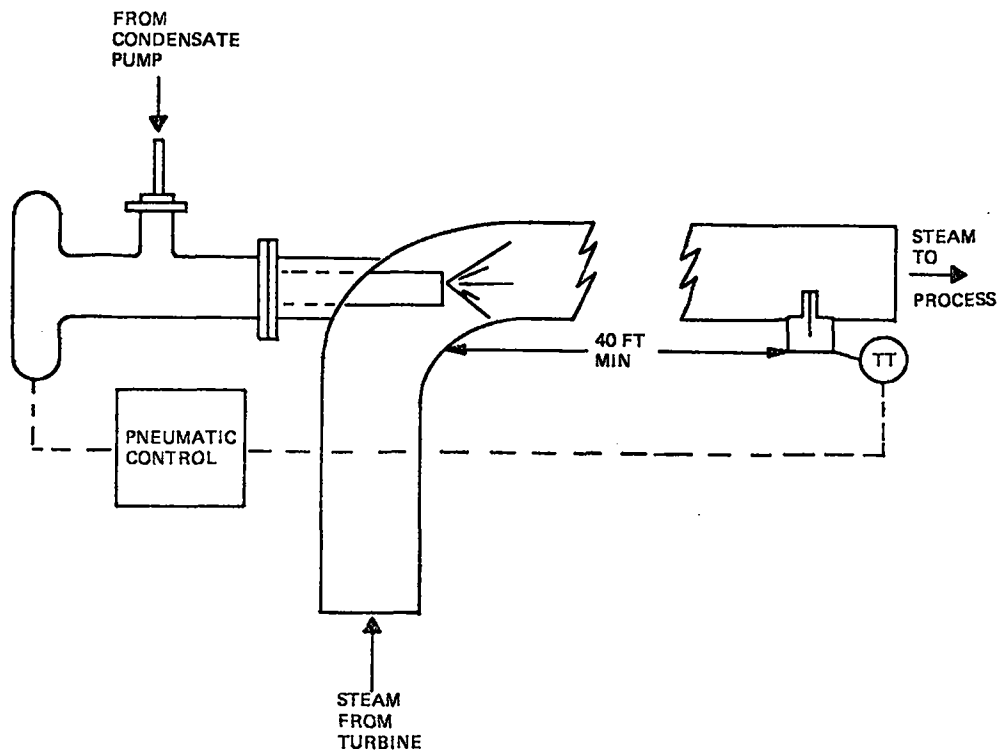 FROM
CONDENSATE
PUMP
STEAM
TO
PROCESS
40 FT
MIN
TT
PNEUMATIC
CONTROL
STEAM
FROM
TURBINE